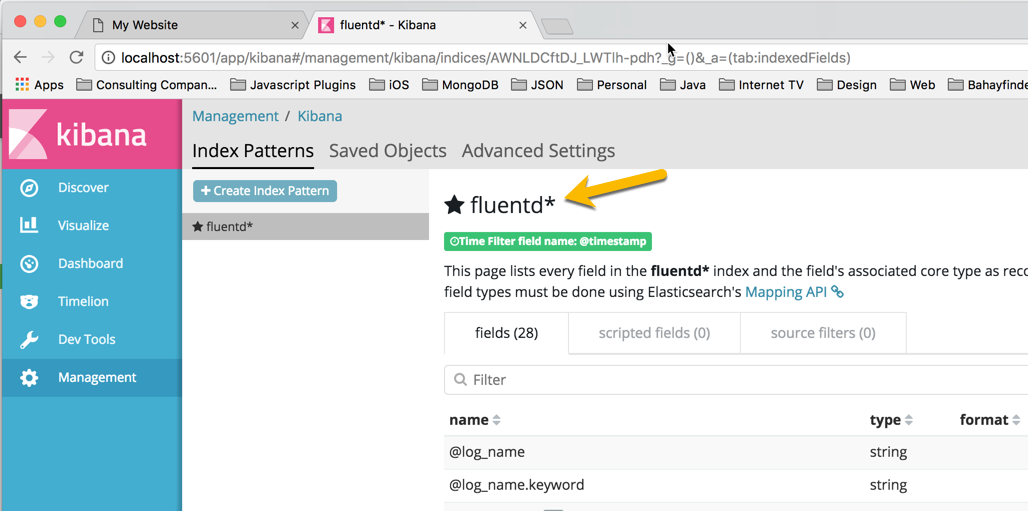 My Website
fluentd* - Kibana
localhost:5601/app/kibana#/management/kibana/indices/AWNLDCftDJ_LWTlh-pdh?_g=()&_a=(tab:indexedFields)
Apps Consulting Compan... Javascript Plugins iOS MongoDB JSON Personal Java Internet TV Design Web Bahayfinde
kibana
Management / Kibana
Index Patterns Saved Objects Advanced Settings
Discover
Visualize
Dashboard
Timelion
Dev Tools
Management
+ Create Index Pattern
fluentd*
fluentd*
Time Filter field name: @timestamp
This page lists every field in the fluentd* index and the field's associated core type as reco
field types must be done using Elasticsearch's Mapping API
fields (28) scripted fields (0) source filters (0)
Filter
name type format
@log_name string
@log_name.keyword string